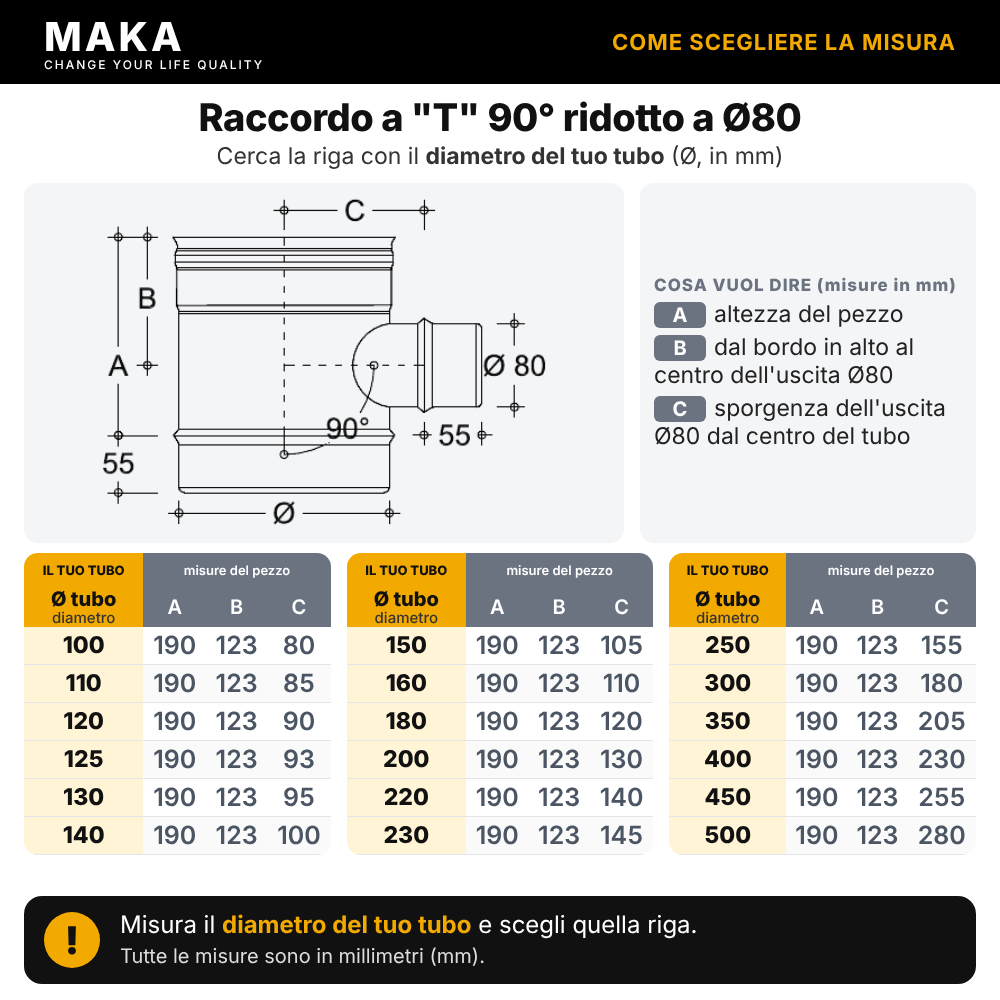 MAKA
CHANGE YOUR LIFE QUALITY
COME SCEGLIERE LA MISURA
Raccordo a "T" 90° ridotto a Ø80
Cerca la riga con il diametro del tuo tubo (Ø, in mm)
C
B
A
Ø 80
90°
55
55
Ø
COSA VUOL DIRE (misure in mm)
A altezza del pezzo
B dal bordo in alto al
centro dell'uscita Ø80
C sporgenza dell'uscita
Ø80 dal centro del tubo
IL TUO TUBO misure del pezzo
Ø tubo
diametro A B C
100 190 123 80
110 190 123 85
120 190 123 90
125 190 123 93
130 190 123 95
140 190 123 100
IL TUO TUBO misure del pezzo
Ø tubo
diametro A B C
150 190 123 105
160 190 123 110
180 190 123 120
200 190 123 130
220 190 123 140
230 190 123 145
IL TUO TUBO misure del pezzo
Ø tubo
diametro A B C
250 190 123 155
300 190 123 180
350 190 123 205
400 190 123 230
450 190 123 255
500 190 123 280
!
Misura il diametro del tuo tubo e scegli quella riga.
Tutte le misure sono in millimetri (mm).